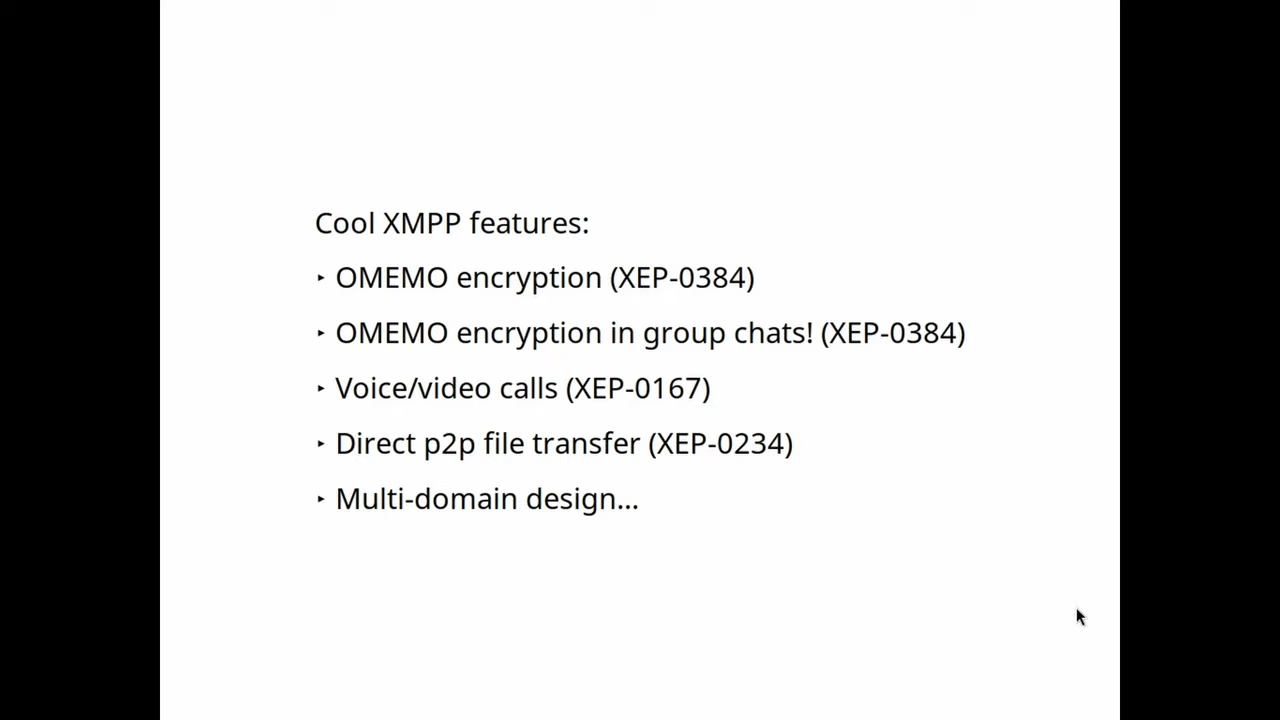 Cool XMPP features:
‣ OMEMO encryption (XEP-0384)
‣ OMEMO encryption in group chats! (XEP-0384)
‣ Voice/video calls (XEP-0167)
‣ Direct p2p file transfer (XEP-0234)
‣ Multi-domain design...